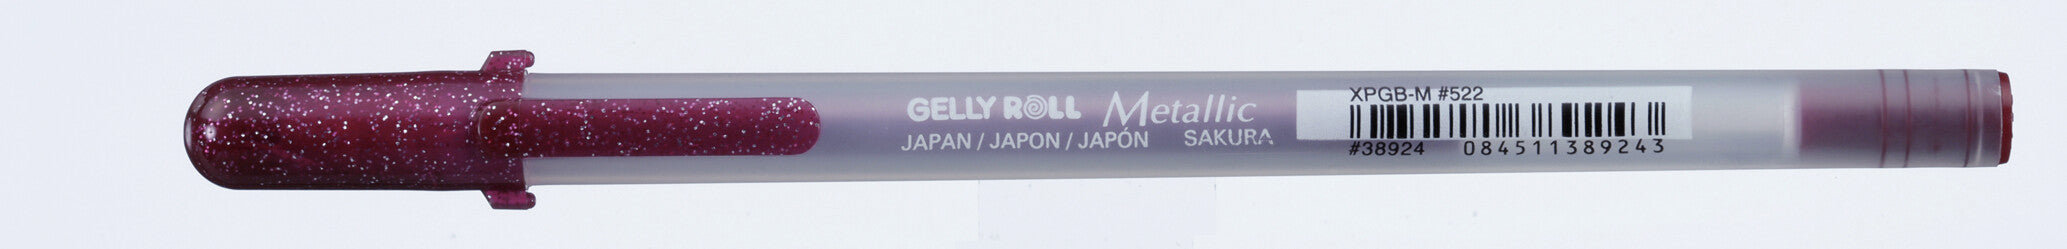 GELLY ROLL Metallic
JAPAN / JAPON / JAPÓN SAKURA
XPGB-M #522
#38924 084511389243